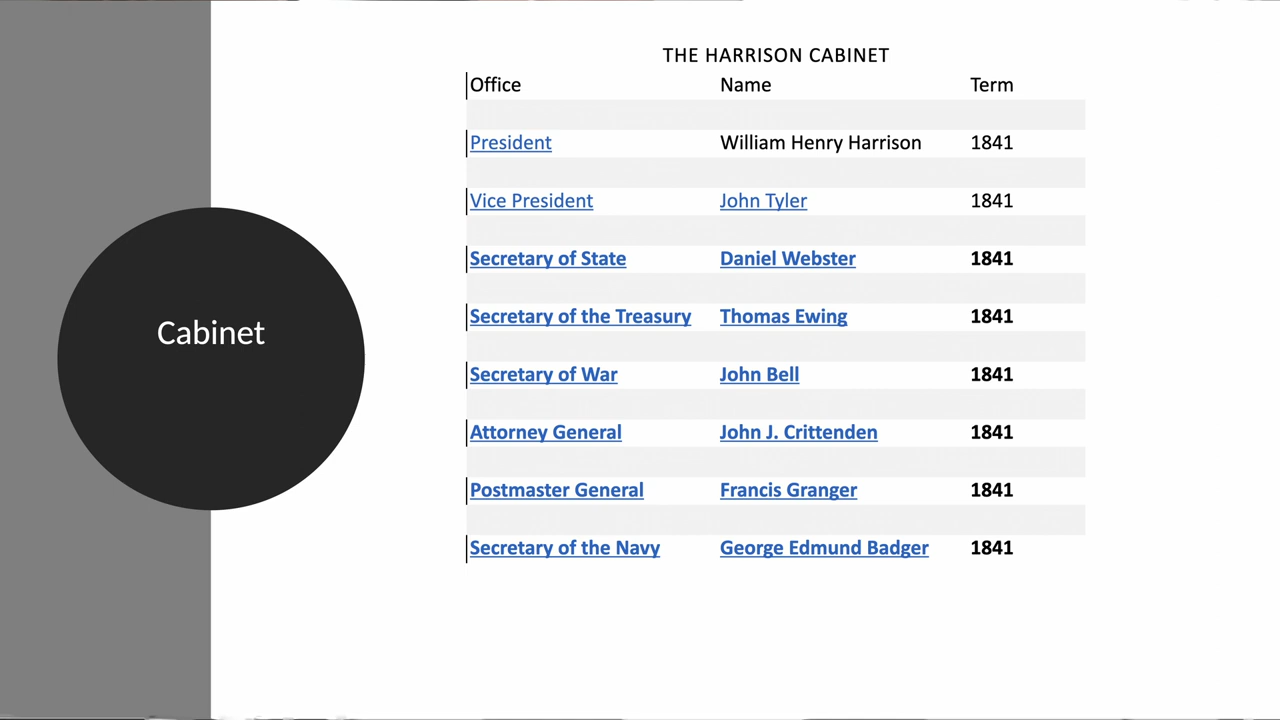 THE HARRISON CABINET
Office Name Term
President William Henry Harrison 1841
Vice President John Tyler 1841
Secretary of State Daniel Webster 1841
Secretary of the Treasury Thomas Ewing 1841
Secretary of War John Bell 1841
Attorney General John J. Crittenden 1841
Postmaster General Francis Granger 1841
Secretary of the Navy George Edmund Badger 1841
Cabinet